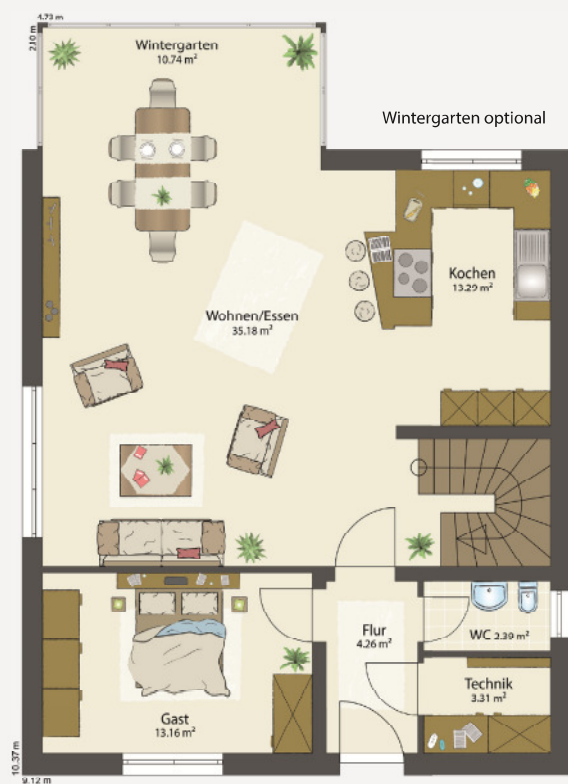 4.73 m
2.10 m
Wintergarten
10.74 m²
Wintergarten optional
Kochen
13.29 m²
Wohnen/Essen
35.18 m²
Flur
4.26 m²
WC 2.39 m²
Technik
3.31 m²
Gast
13.16 m²
10.37 m
9.12 m